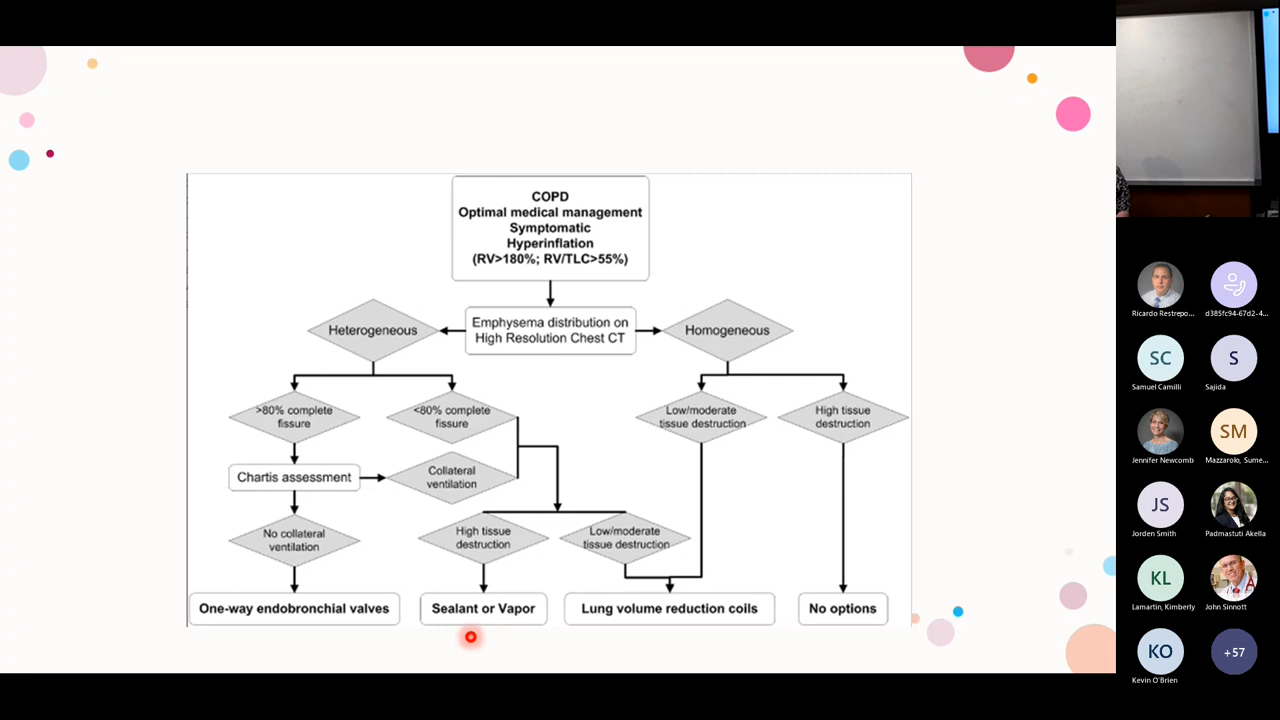 COPD
Optimal medical management
Symptomatic
Hyperinflation
(RV>180%; RV/TLC>55%)
Heterogeneous
Emphysema distribution on
High Resolution Chest CT
Homogeneous
>80% complete
fissure
<80% complete
fissure
Low/moderate
tissue destruction
High tissue
destruction
Chartis assessment
Collateral
ventilation
No collateral
ventilation
High tissue
destruction
Low/moderate
tissue destruction
One-way endobronchial valves
Sealant or Vapor
Lung volume reduction coils
No options
Ricardo Restrepo...
d385fc94-67d2-4...
SC
Samuel Camilli
S
Sajida
Jennifer Newcomb
SM
Mazzarolo, Sume...
JS
Jorden Smith
Padmastuti Akella
KL
Lamartin, Kimberly
A
John Sinnott
KO
Kevin O'Brien
+57